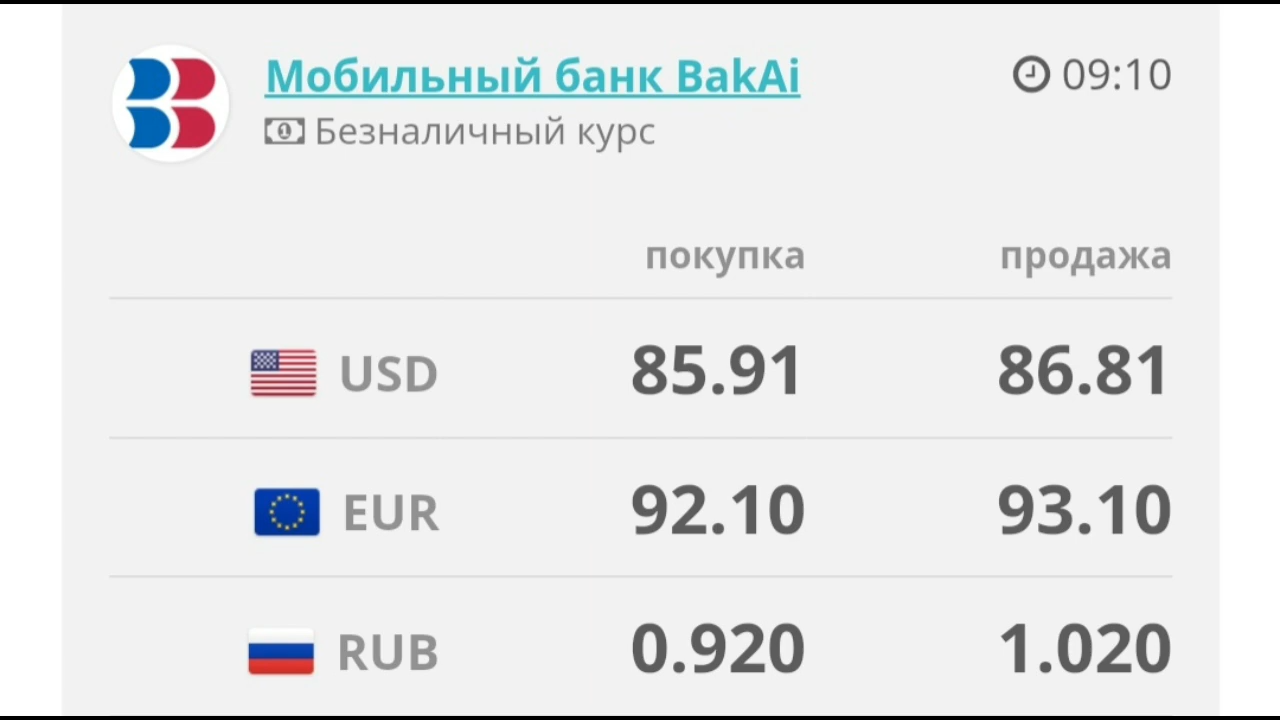 Мобильный банк BakAi
09:10
Безналичный курс
покупка продажа
USD 85.91 86.81
EUR 92.10 93.10
RUB 0.920 1.020